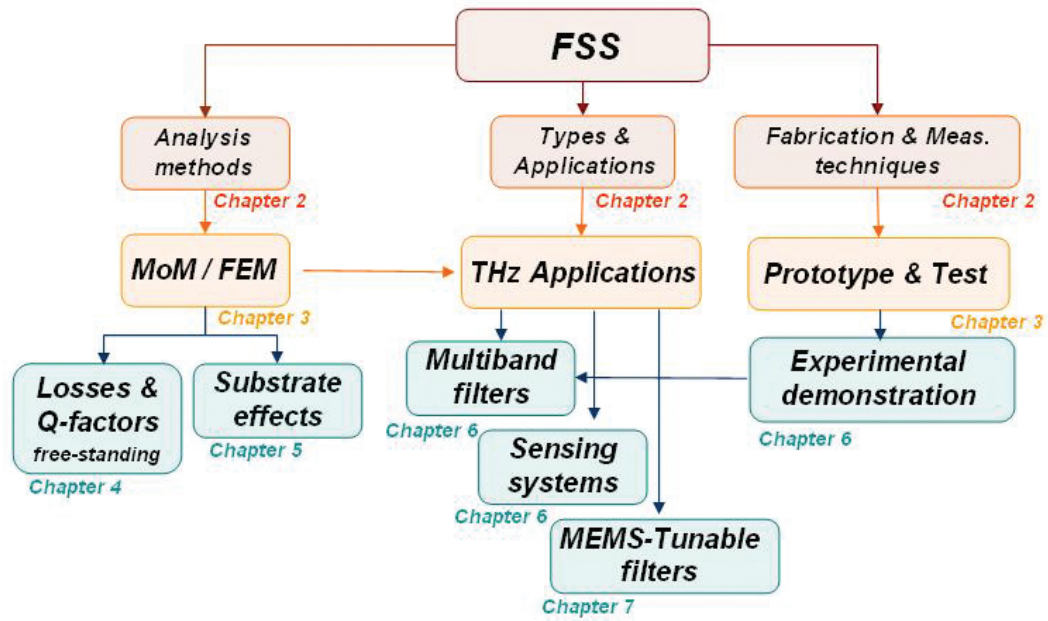 FSS
Analysis
methods
Chapter 2
Types &
Applications
Chapter 2
Fabrication & Meas.
techniques
Chapter 2
MoM / FEM
Chapter 3
THz Applications
Prototype & Test
Chapter 3
Losses &
Q-factors
free-standing
Chapter 4
Substrate
effects
Chapter 5
Multiband
filters
Chapter 6
Experimental
demonstration
Chapter 6
Sensing
systems
Chapter 6
MEMS-Tunable
filters
Chapter 7